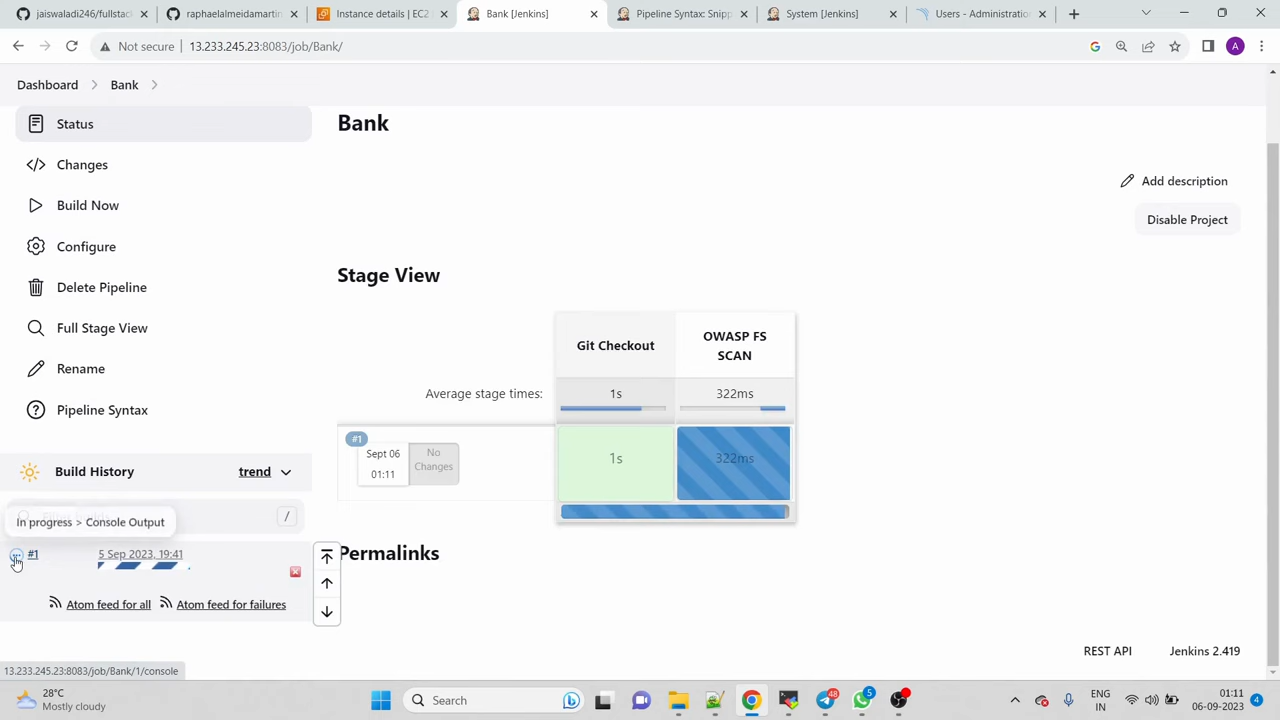 jaiswaladi246/fullstack
raphaelalmeidamartin
Instance details | EC2
Bank [Jenkins]
Pipeline Syntax: Snipp
System [Jenkins]
Users - Administration
Not secure
13.233.245.23:8083/job/Bank/
A
Dashboard
Bank
Status
Changes
Build Now
Configure
Delete Pipeline
Full Stage View
Rename
Pipeline Syntax
Build History
trend
/
In progress > Console Output
#1
5 Sep 2023, 19:41
Atom feed for all
Atom feed for failures
Bank
Add description
Disable Project
Stage View
Git Checkout
OWASP FS
SCAN
Average stage times:
1s
322ms
#1
Sept 06
01:11
No
Changes
1s
322ms
Permalinks
REST API
Jenkins 2.419
13.233.245.23:8083/job/Bank/1/console
28°C
Mostly cloudy
Search
48
5
ENG
IN
01:11
06-09-2023
4